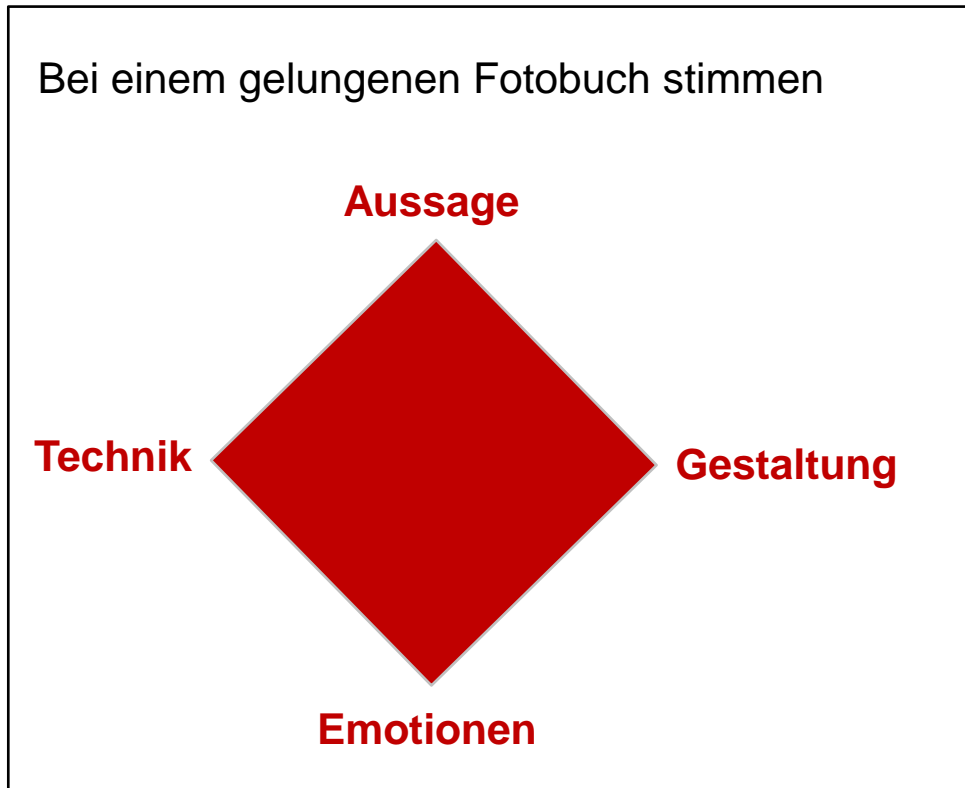 Bei einem gelungenen Fotobuch stimmen
Aussage
Technik
Gestaltung
Emotionen